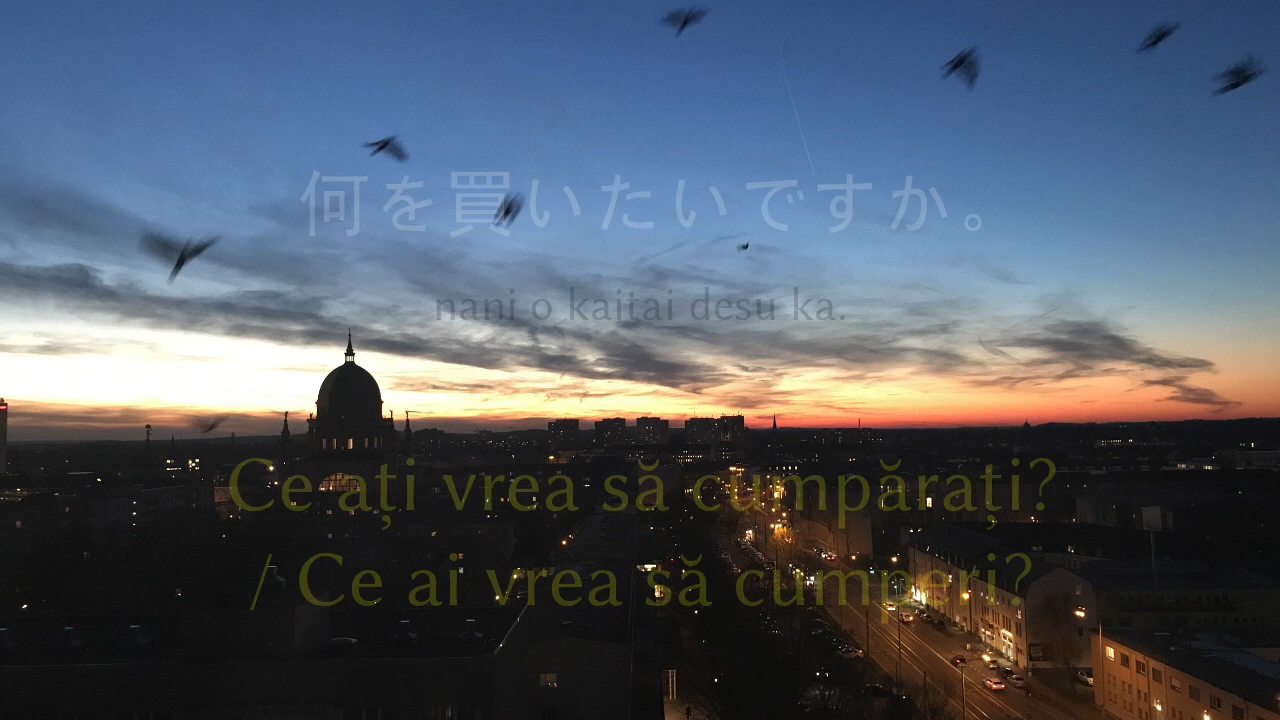 何を買いたいですか。
nani o kaitai desu ka.
Ce ați vrea să cumpărați?
/ Ce ai vrea să cumperi?